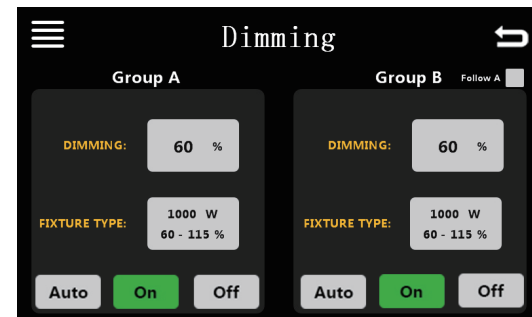 Dimming
Group A
Group B Follow A
DIMMING: 60 %
DIMMING: 60 %
FIXTURE TYPE: 1000 W
60 - 115 %
FIXTURE TYPE: 1000 W
60 - 115 %
Auto On Off
Auto On Off